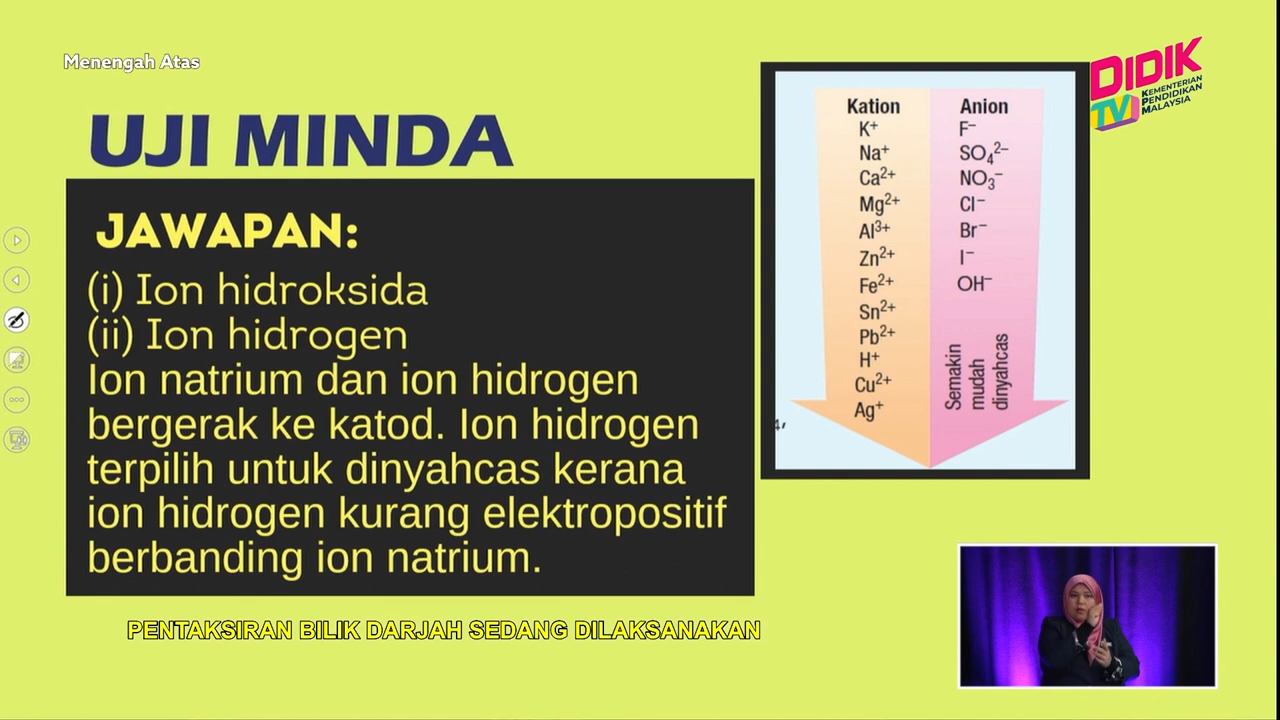 Menengah Atas
DIDIK
TV
KEMENTERIAN
PENDIDIKAN
MALAYSIA
UJI MINDA
JAWAPAN:
(i) Ion hidroksida
(ii) Ion hidrogen
Ion natrium dan ion hidrogen
bergerak ke katod. Ion hidrogen
terpilih untuk dinyahcas kerana
ion hidrogen kurang elektropositif
berbanding ion natrium.
Kation
K⁺
Na⁺
Ca²⁺
Mg²⁺
Al³⁺
Zn²⁺
Fe²⁺
Sn²⁺
Pb²⁺
H⁺
Cu²⁺
Ag⁺
Anion
F⁻
SO₄²⁻
NO₃⁻
Cl⁻
Br⁻
I⁻
OH⁻
Semakin
mudah
dinyahcas
PENTAKSIRAN BILIK DARJAH SEDANG DILAKSANAKAN